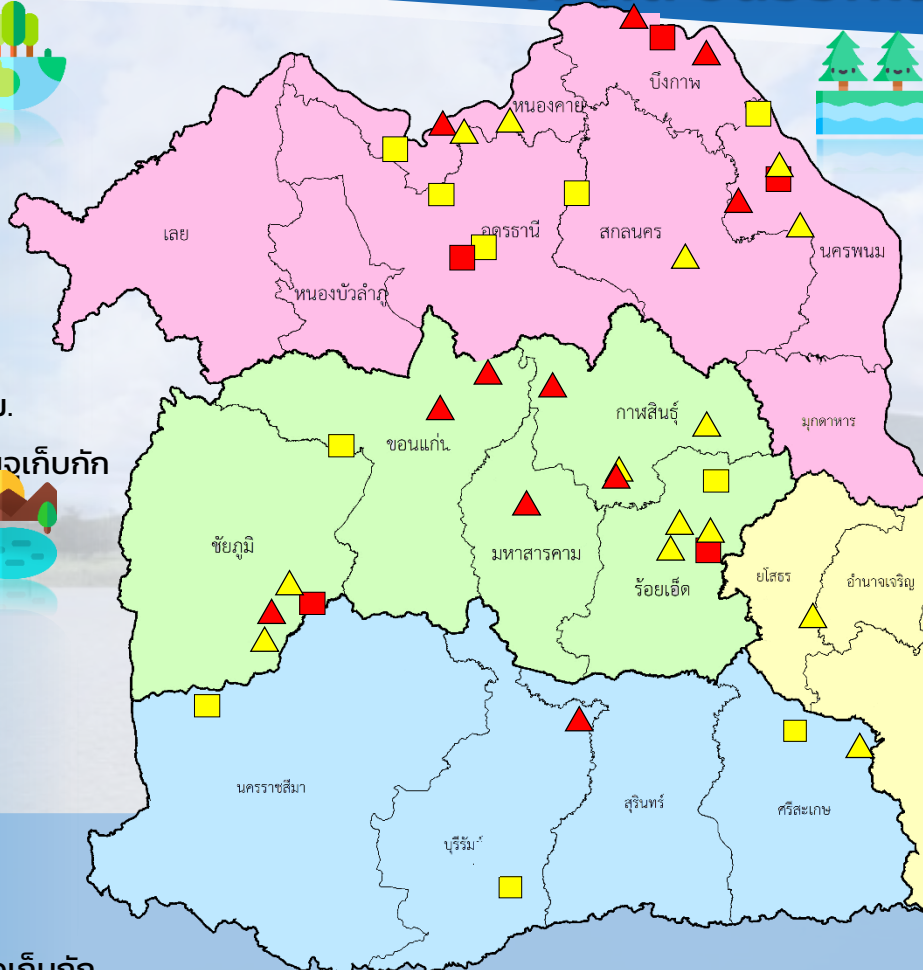 บึงกาฬ
หนองคาย
เลย
อุดรธานี
สกลนคร
นครพนม
หนองบัวลำภู
มุกดาหาร
กาฬสินธุ์
ขอนแก่น
ชัยภูมิ
มหาสารคาม
ร้อยเอ็ด
ยโสธร
อำนาจเจริญ
นครราชสีมา
บุรีรัม
สุรินทร์
ศรีสะเกษ